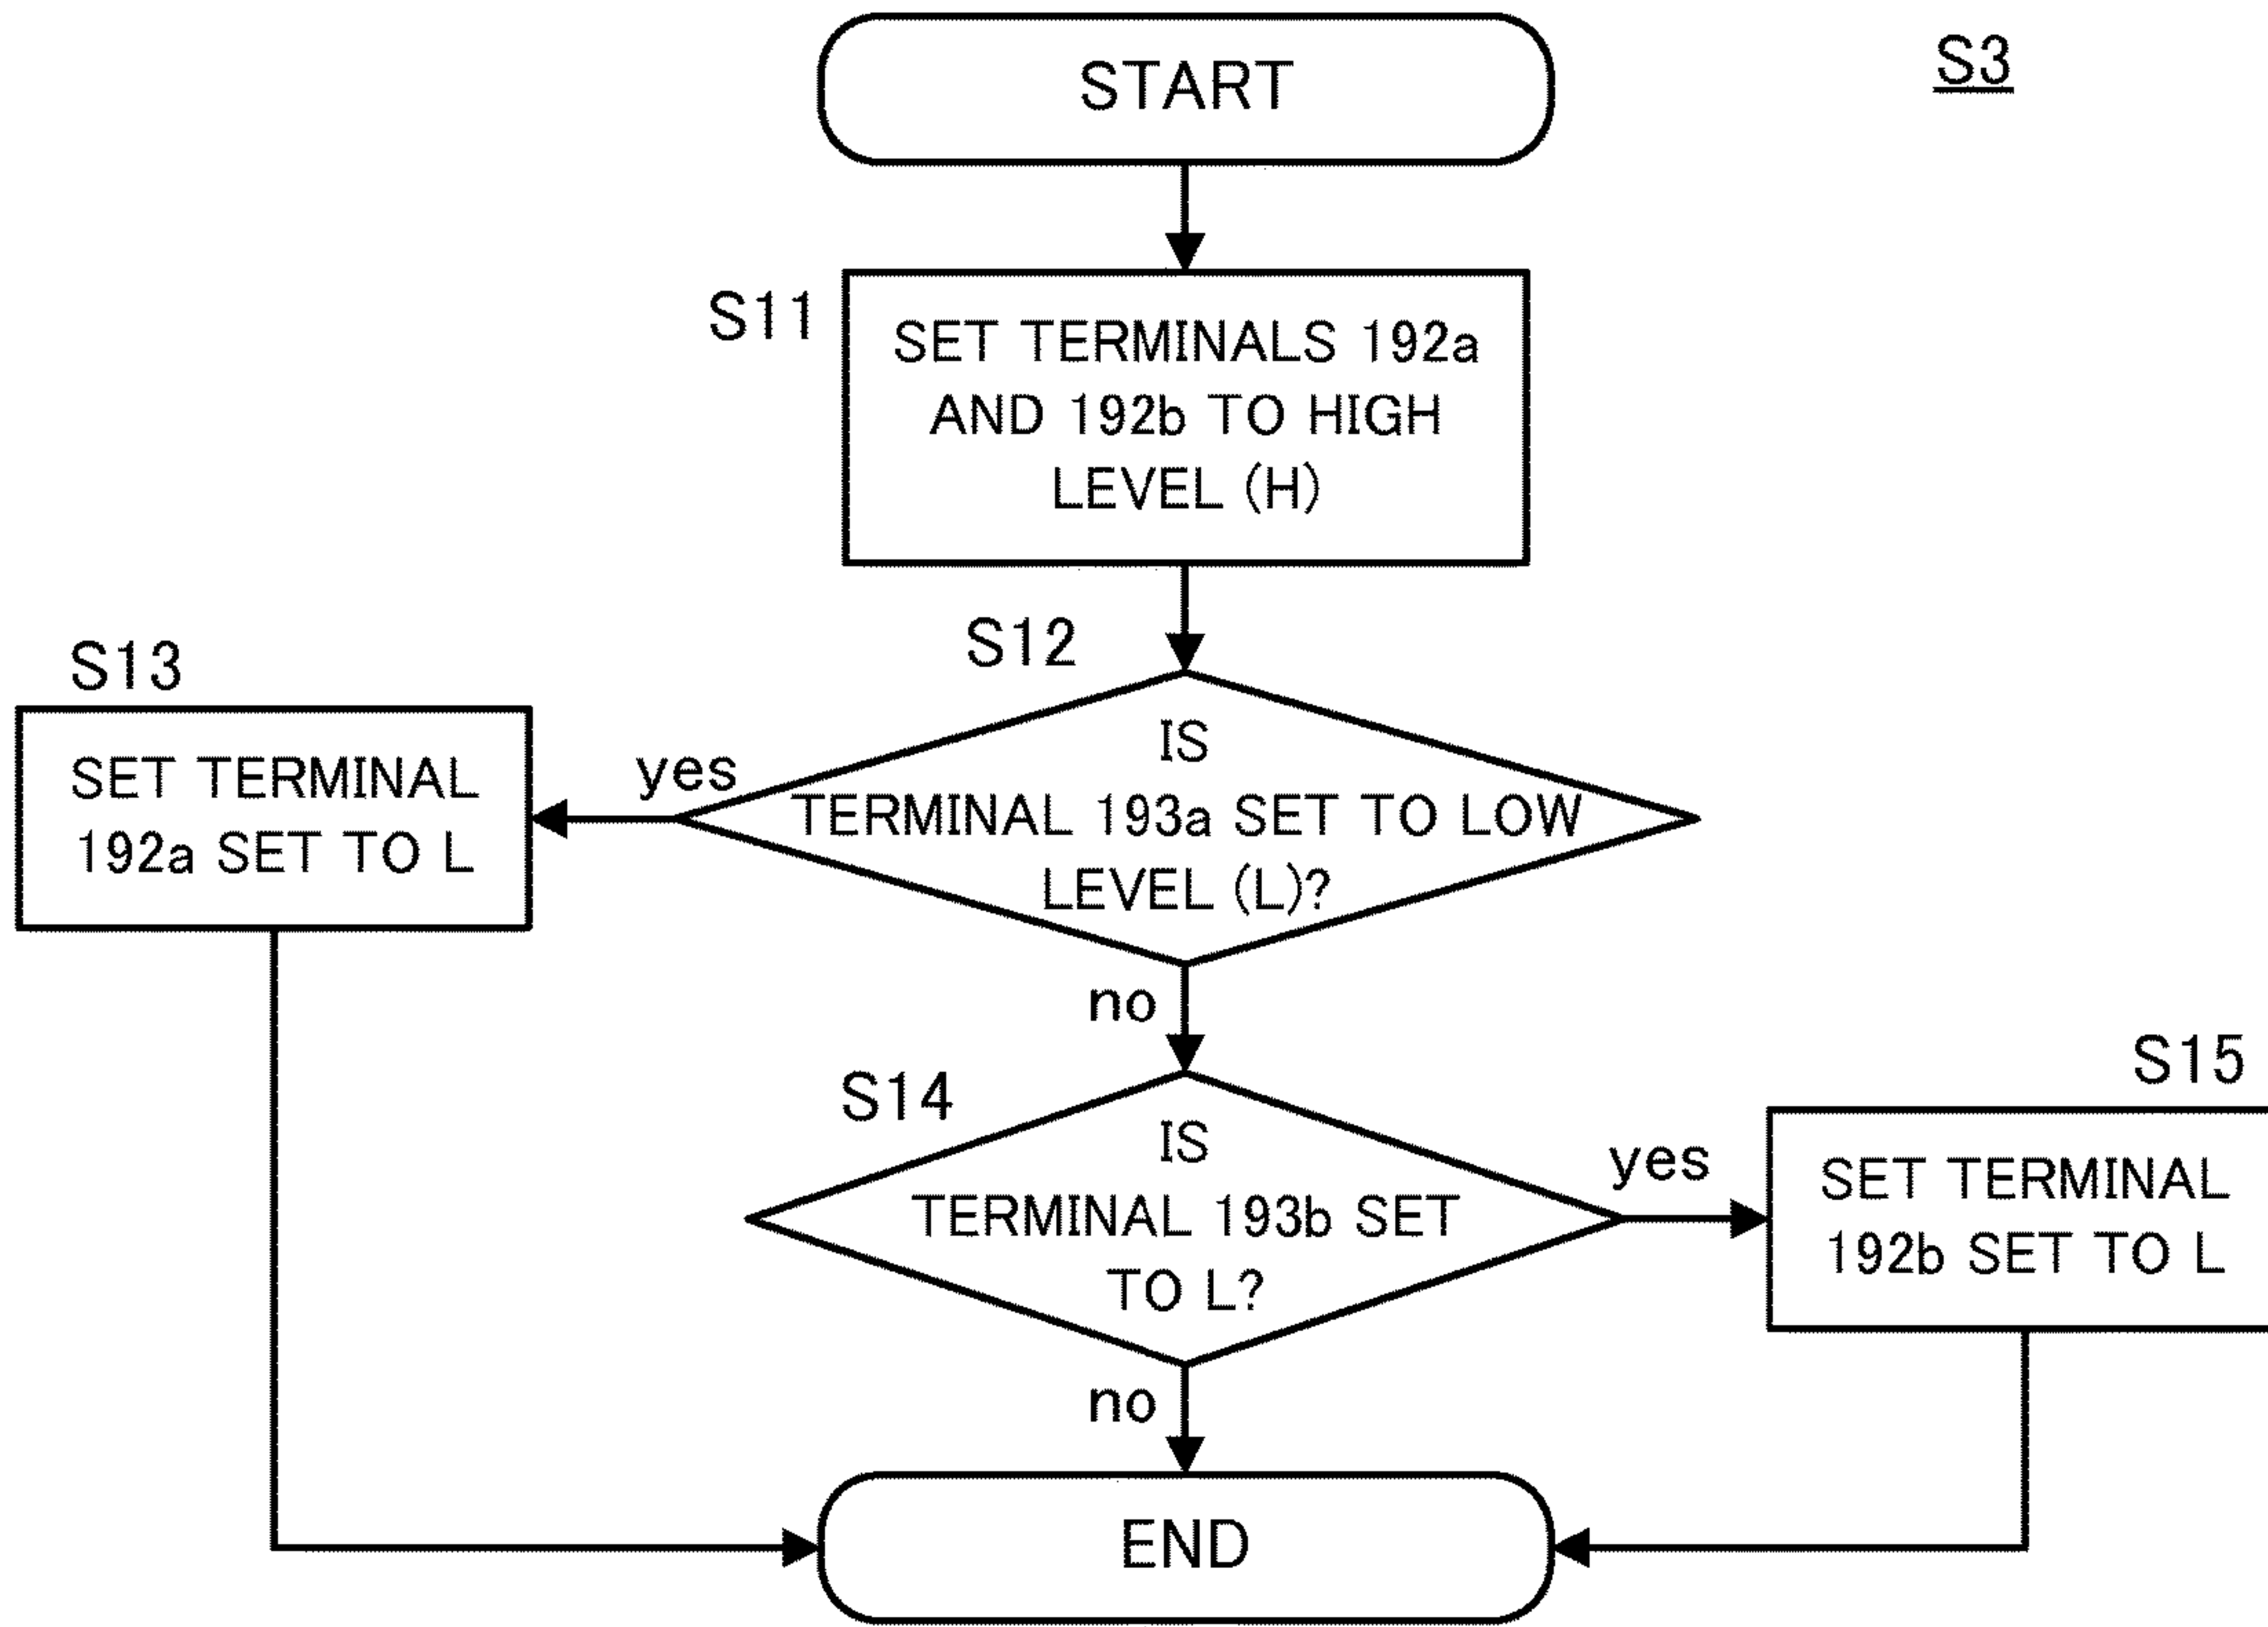 S3
START
S11
SET TERMINALS 192a
AND 192b TO HIGH
LEVEL (H)
S12
IS
TERMINAL 193a SET TO LOW
LEVEL (L)?
yes
S13
SET TERMINAL
192a SET TO L
no
S14
IS
TERMINAL 193b SET
TO L?
yes
S15
SET TERMINAL
192b SET TO L
no
END